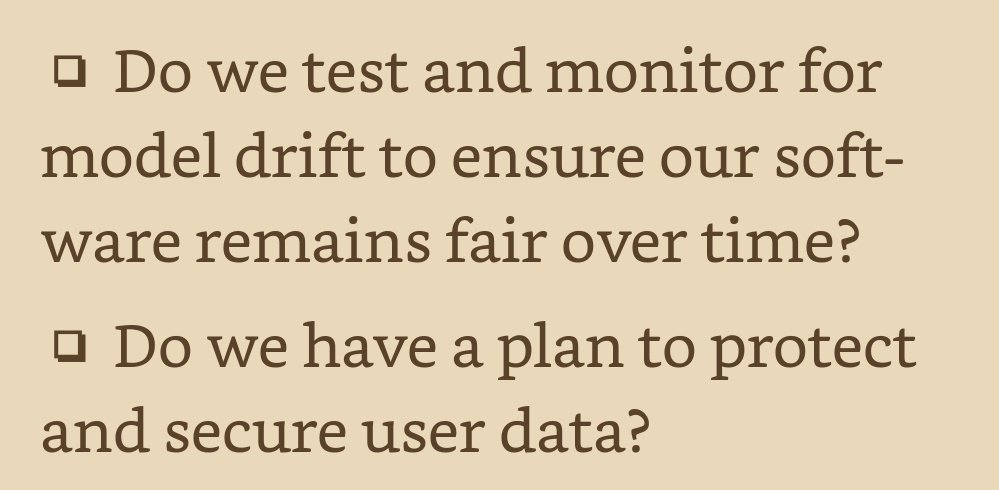 ❏ Do we test and monitor for
model drift to ensure our soft-
ware remains fair over time?
❏ Do we have a plan to protect
and secure user data?